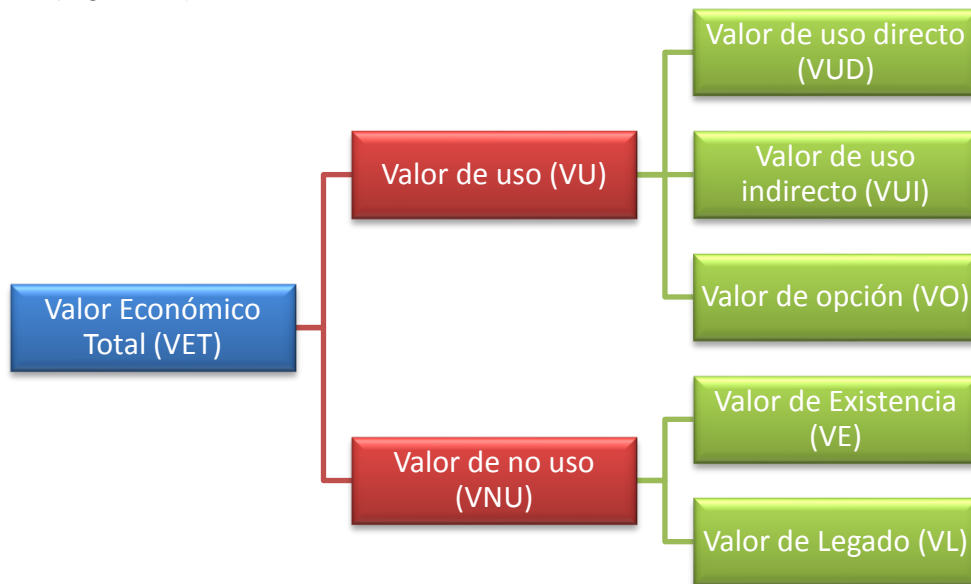 Valor de uso directo
(VUD)
Valor de uso (VU)
Valor de uso
indirecto (VUI)
Valor Económico
Total (VET)
Valor de opción (VO)
Valor de no uso
(VNU)
Valor de Existencia
(VE)
Valor de Legado (VL)